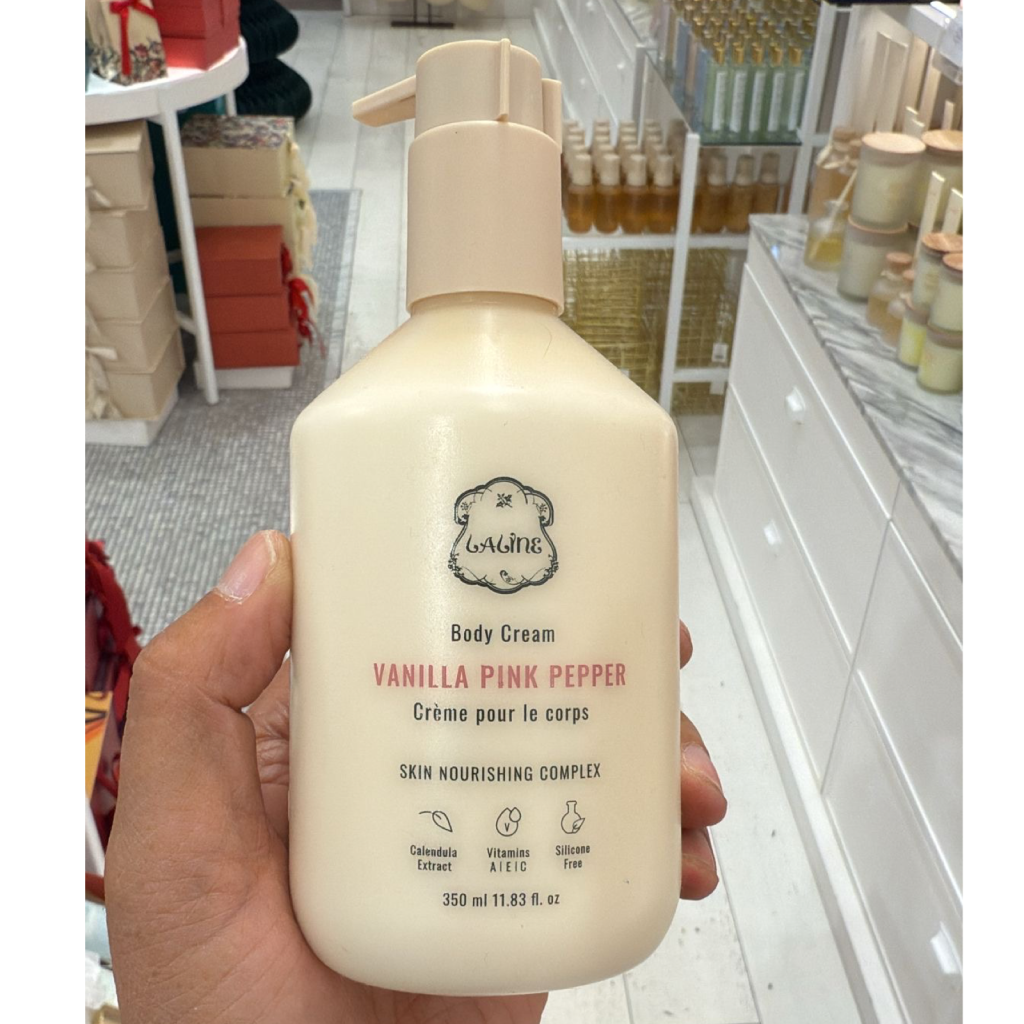 LALINE
Body Cream
VANILLA PINK PEPPER
Crème pour le corps
SKIN NOURISHING COMPLEX
Calendula Extract
Vitamins A|E|C
Silicone Free
350 ml 11.83 fl. oz